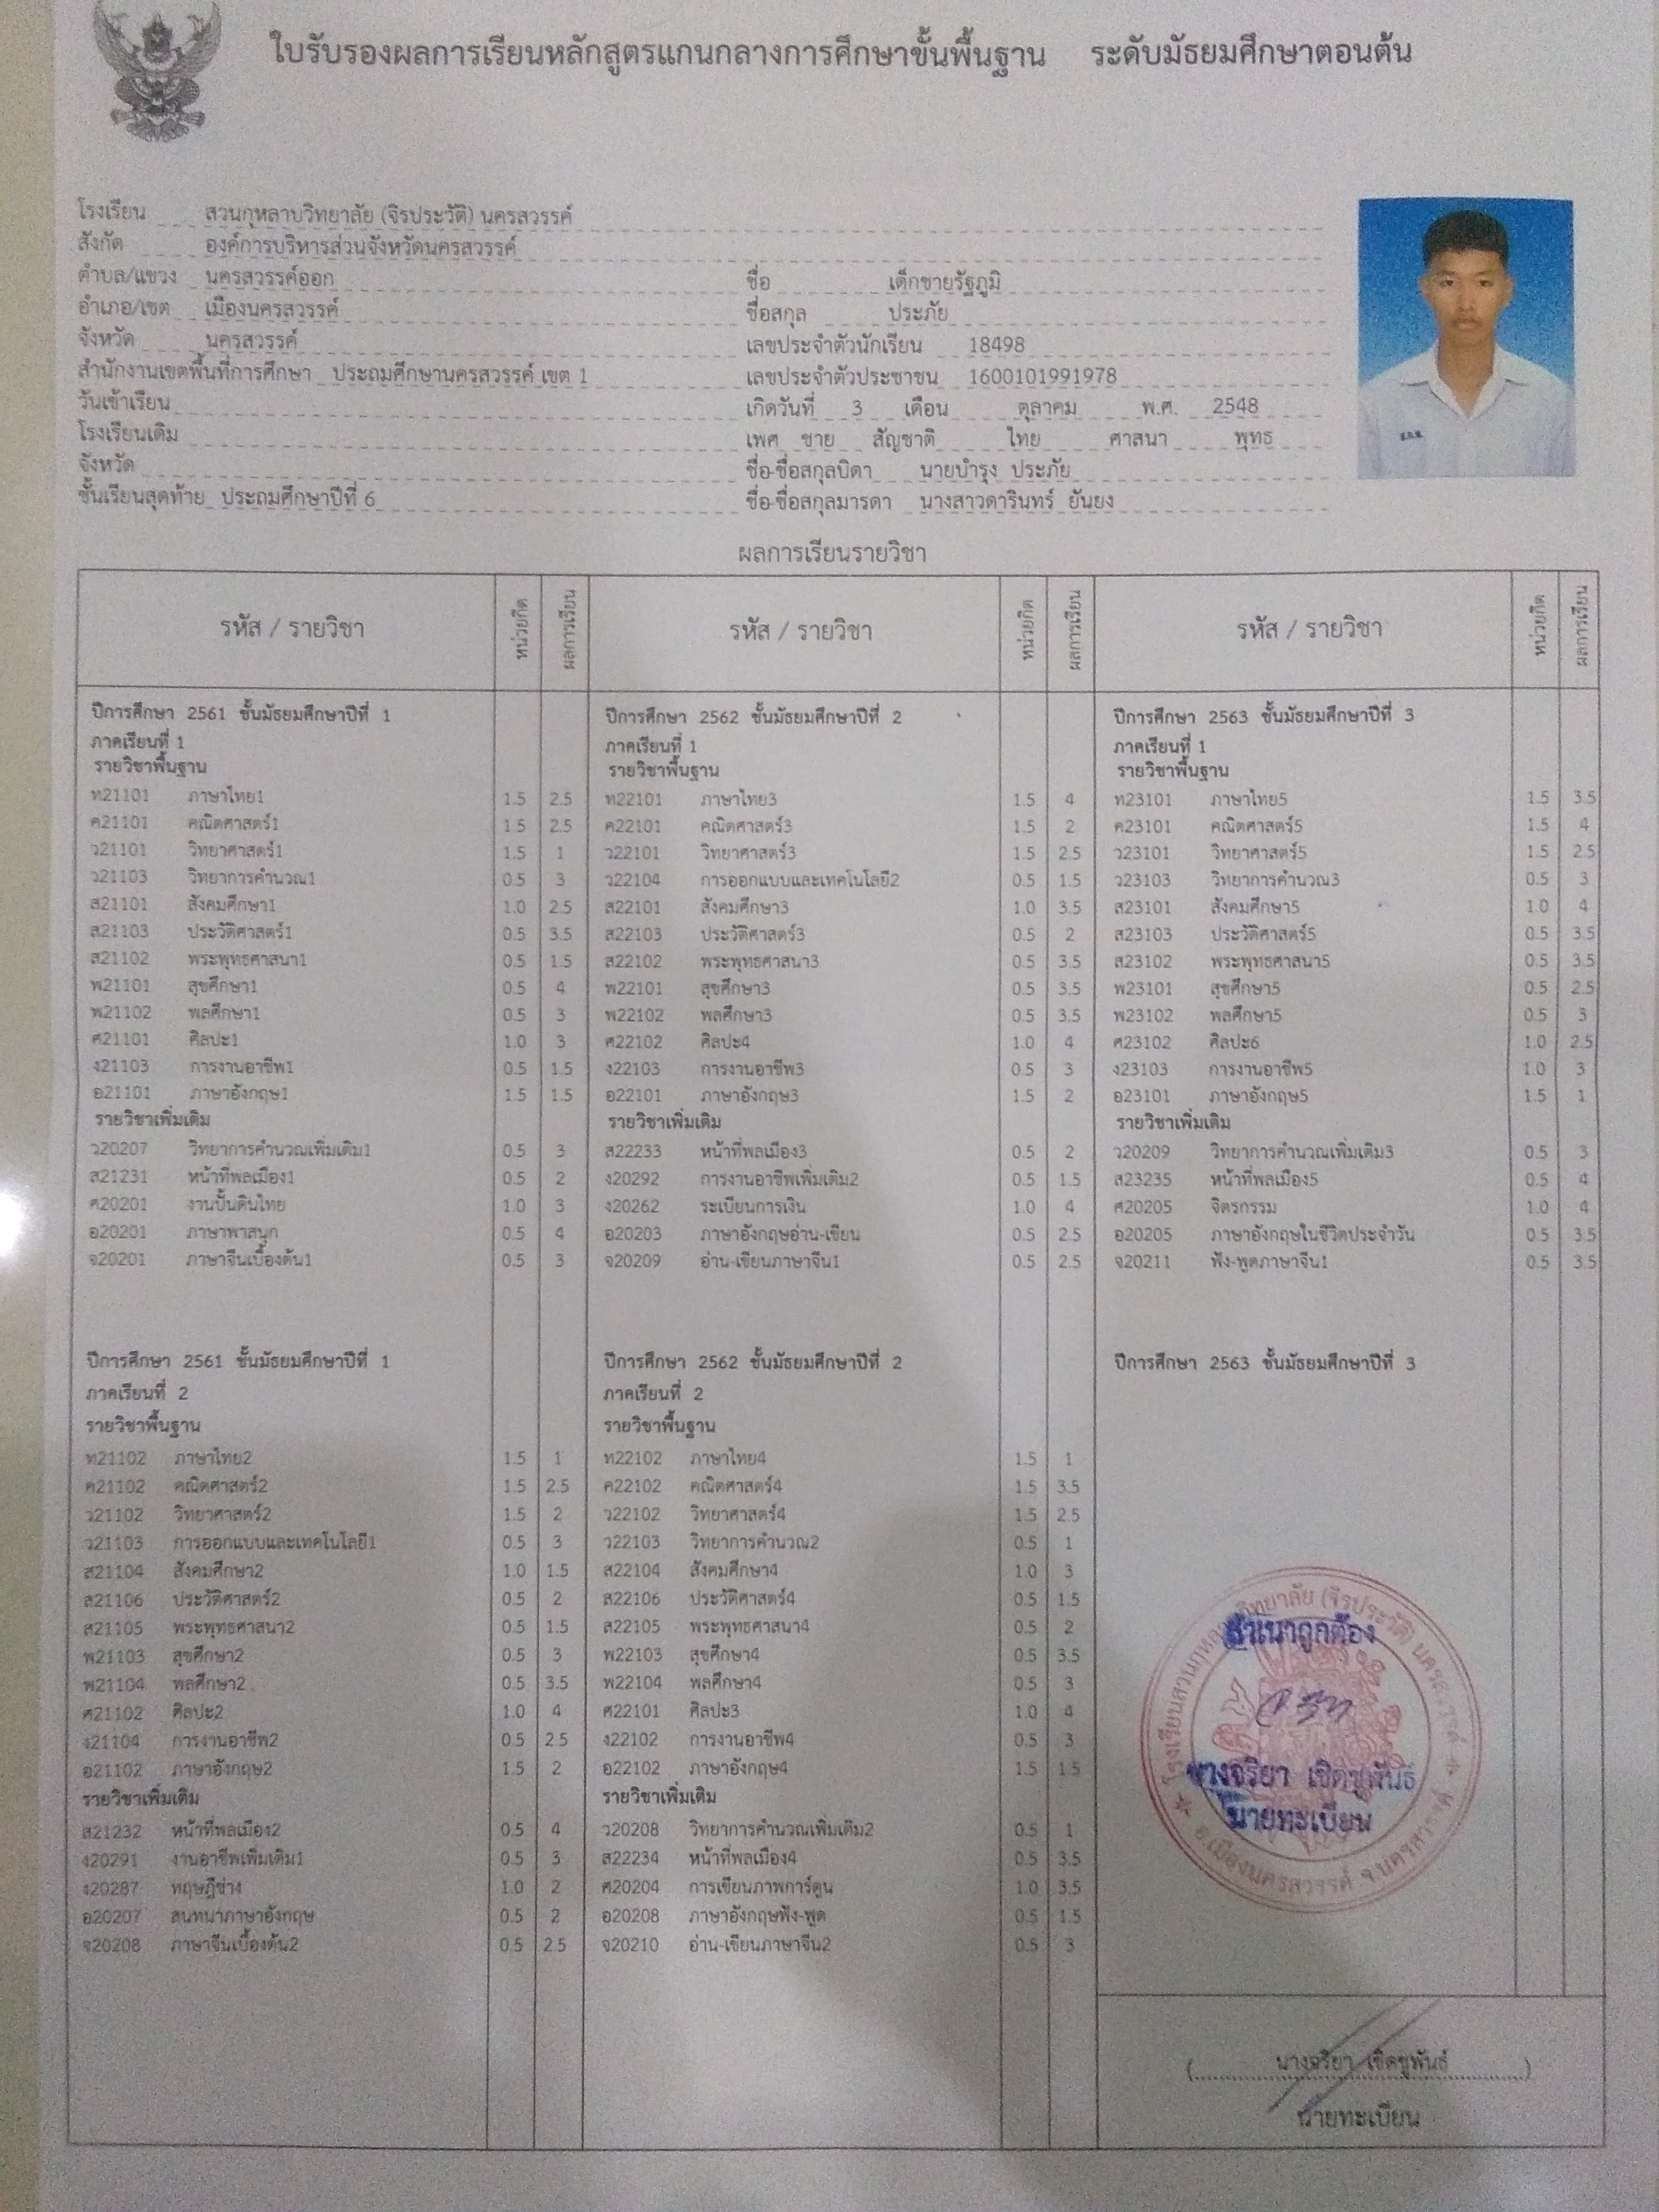 ใบรับรองผลการเรียนหลักสูตรแกนกลางการศึกษาขั้นพื้นฐาน ระดับมัธยมศึกษาตอนต้น
โรงเรียน สวนกุหลาบวิทยาลัย (จิรประวัติ) นครสวรรค์
สังกัด องค์การบริหารส่วนจังหวัดนครสวรรค์
ตำบล/แขวง นครสวรรค์ออก
อำเภอ/เขต เมืองนครสวรรค์
จังหวัด นครสวรรค์
สำนักงานเขตพื้นที่การศึกษา ประถมศึกษานครสวรรค์ เขต 1
วันเข้าเรียน
โรงเรียนเดิม
จังหวัด
ชั้นเรียนสุดท้าย ประถมศึกษาปีที่ 6
ชื่อ เด็กชายรัฐภูมิ
ชื่อสกุล ประภัย
เลขประจำตัวนักเรียน 18498
เลขประจำตัวประชาชน 1600101991978
เกิดวันที่ 3 เดือน ตุลาคม พ.ศ. 2548
เพศ ชาย สัญชาติ ไทย ศาสนา พุทธ
ชื่อ-ชื่อสกุลบิดา นายบำรุง ประภัย
ชื่อ-ชื่อสกุลมารดา นางสาวดารินทร์ ยันยง
ผลการเรียนรายวิชา
รหัส / รายวิชา หน่วยกิต ผลการเรียน รหัส / รายวิชา หน่วยกิต ผลการเรียน รหัส / รายวิชา หน่วยกิต ผลการเรียน
ปีการศึกษา 2561 ชั้นมัธยมศึกษาปีที่ 1
ภาคเรียนที่ 1
รายวิชาพื้นฐาน
ท21101 ภาษาไทย1 1.5 2.5
ค21101 คณิตศาสตร์1 1.5 2.5
ว21101 วิทยาศาสตร์1 1.5 1
ว21103 วิทยาการคำนวณ1 0.5 3
ส21101 สังคมศึกษา1 1.0 2.5
ส21103 ประวัติศาสตร์1 0.5 3.5
ส21102 พระพุทธศาสนา1 0.5 1.5
พ21101 สุขศึกษา1 0.5 4
พ21102 พลศึกษา1 0.5 3
ศ21101 ศิลปะ1 1.0 3
ง21103 การงานอาชีพ1 0.5 1.5
อ21101 ภาษาอังกฤษ1 1.5 1.5
รายวิชาเพิ่มเติม
ว20207 วิทยาการคำนวณเพิ่มเติม1 0.5 3
ส21231 หน้าที่พลเมือง1 0.5 2
ศ20201 งานปั้นดินไทย 1.0 3
อ20201 ภาษาพาสนุก 0.5 4
จ20201 ภาษาจีนเบื้องต้น1 0.5 3
ปีการศึกษา 2561 ชั้นมัธยมศึกษาปีที่ 1
ภาคเรียนที่ 2
รายวิชาพื้นฐาน
ท21102 ภาษาไทย2 1.5 1
ค21102 คณิตศาสตร์2 1.5 2.5
ว21102 วิทยาศาสตร์2 1.5 2
ว21103 การออกแบบและเทคโนโลยี1 0.5 3
ส21104 สังคมศึกษา2 1.0 1.5
ส21106 ประวัติศาสตร์2 0.5 2
ส21105 พระพุทธศาสนา2 0.5 1.5
พ21103 สุขศึกษา2 0.5 3
พ21104 พลศึกษา2 0.5 3.5
ศ21102 ศิลปะ2 1.0 4
ง21104 การงานอาชีพ2 0.5 2.5
อ21102 ภาษาอังกฤษ2 1.5 2
รายวิชาเพิ่มเติม
ส21232 หน้าที่พลเมือง2 0.5 4
ง20291 งานอาชีพเพิ่มเติม1 0.5 3
ง20287 ทฤษฎีช่าง 1.0 2
อ20207 สนทนาภาษาอังกฤษ 0.5 2
จ20208 ภาษาจีนเบื้องต้น2 0.5 2.5
ปีการศึกษา 2562 ชั้นมัธยมศึกษาปีที่ 2
ภาคเรียนที่ 1
รายวิชาพื้นฐาน
ท22101 ภาษาไทย3 1.5 4
ค22101 คณิตศาสตร์3 1.5 2
ว22101 วิทยาศาสตร์3 1.5 2.5
ว22104 การออกแบบและเทคโนโลยี2 0.5 1.5
ส22101 สังคมศึกษา3 1.0 3.5
ส22103 ประวัติศาสตร์3 0.5 2
ส22102 พระพุทธศาสนา3 0.5 3.5
พ22101 สุขศึกษา3 0.5 3.5
พ22102 พลศึกษา3 0.5 3.5
ศ22102 ศิลปะ4 1.0 4
ง22103 การงานอาชีพ3 0.5 3
อ22101 ภาษาอังกฤษ3 1.5 2
รายวิชาเพิ่มเติม
ส22233 หน้าที่พลเมือง3 0.5 2
ง20292 การงานอาชีพเพิ่มเติม2 0.5 1.5
ง20262 ระเบียนการเงิน 1.0 4
อ20203 ภาษาอังกฤษอ่าน-เขียน 0.5 2.5
จ20209 อ่าน-เขียนภาษาจีน1 0.5 2.5
ปีการศึกษา 2562 ชั้นมัธยมศึกษาปีที่ 2
ภาคเรียนที่ 2
รายวิชาพื้นฐาน
ท22102 ภาษาไทย4 1.5 1
ค22102 คณิตศาสตร์4 1.5 3.5
ว22102 วิทยาศาสตร์4 1.5 2.5
ว22103 วิทยาการคำนวณ2 0.5 1
ส22104 สังคมศึกษา4 1.0 3
ส22106 ประวัติศาสตร์4 0.5 1.5
ส22105 พระพุทธศาสนา4 0.5 2
พ22103 สุขศึกษา4 0.5 3.5
พ22104 พลศึกษา4 0.5 3
ศ22101 ศิลปะ3 1.0 4
ง22102 การงานอาชีพ4 0.5 3
อ22102 ภาษาอังกฤษ4 1.5 1.5
รายวิชาเพิ่มเติม
ว20208 วิทยาการคำนวณเพิ่มเติม2 0.5 1
ส22234 หน้าที่พลเมือง4 0.5 3.5
ศ20204 การเขียนภาพการ์ตูน 1.0 3.5
อ20208 ภาษาอังกฤษฟัง-พูด 0.5 1.5
จ20210 อ่าน-เขียนภาษาจีน2 0.5 3
ปีการศึกษา 2563 ชั้นมัธยมศึกษาปีที่ 3
ภาคเรียนที่ 1
รายวิชาพื้นฐาน
ท23101 ภาษาไทย5 1.5 3.5
ค23101 คณิตศาสตร์5 1.5 4
ว23101 วิทยาศาสตร์5 1.5 2.5
ว23103 วิทยาการคำนวณ3 0.5 3
ส23101 สังคมศึกษา5 1.0 4
ส23103 ประวัติศาสตร์5 0.5 3.5
ส23102 พระพุทธศาสนา5 0.5 3.5
พ23101 สุขศึกษา5 0.5 2.5
พ23102 พลศึกษา5 0.5 3
ศ23102 ศิลปะ6 1.0 2.5
ง23103 การงานอาชีพ5 1.0 3
อ23101 ภาษาอังกฤษ5 1.5 1
รายวิชาเพิ่มเติม
ว20209 วิทยาการคำนวณเพิ่มเติม3 0.5 3
ส23235 หน้าที่พลเมือง5 0.5 4
ศ20205 จิตรกรรม 1.0 4
อ20205 ภาษาอังกฤษในชีวิตประจำวัน 0.5 3.5
จ20211 ฟัง-พูดภาษาจีน1 0.5 3.5
ปีการศึกษา 2563 ชั้นมัธยมศึกษาปีที่ 3
โรงเรียนสวนกุหลาบวิทยาลัย (จิรประวัติ) นครสวรรค์
สำเนาถูกต้อง
นางจริยา เชิดชูพันธ์
นายทะเบียน
อ.เมืองนครสวรรค์ จ.นครสวรรค์
(นางจริยา เชิดชูพันธ์)
นายทะเบียน